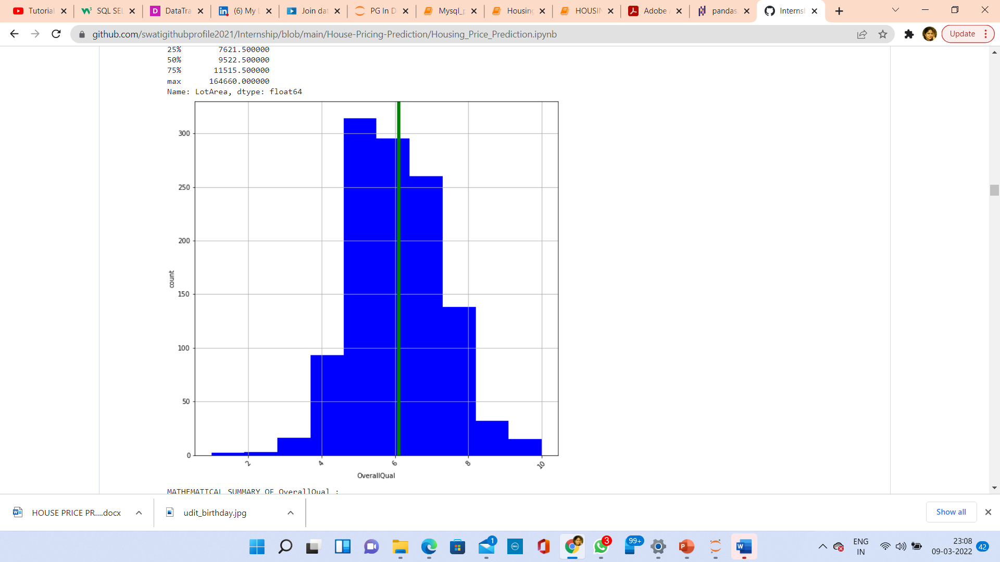 Tutorial
SQL SEL
DataTra
(6) My L
Join dat
PG In D
Mysql_p
Housing
HOUSIN
Adobe A
pandas.
Interns
github.com/swatigithubprofile2021/Internship/blob/main/House-Pricing-Prediction/Housing_Price_Prediction.ipynb
Update
25% 7621.500000
50% 9522.500000
75% 11515.500000
max 164660.000000
Name: LotArea, dtype: float64
300
250
200
150
100
50
0
count
2 4 6 8 10
OverallQual
MATHEMATICAL SUMMARY OF OverallQual :
HOUSE PRICE PR....docx
udit_birthday.jpg
Show all
1
DELL
3
99+
ENG
IN
23:08
09-03-2022
42